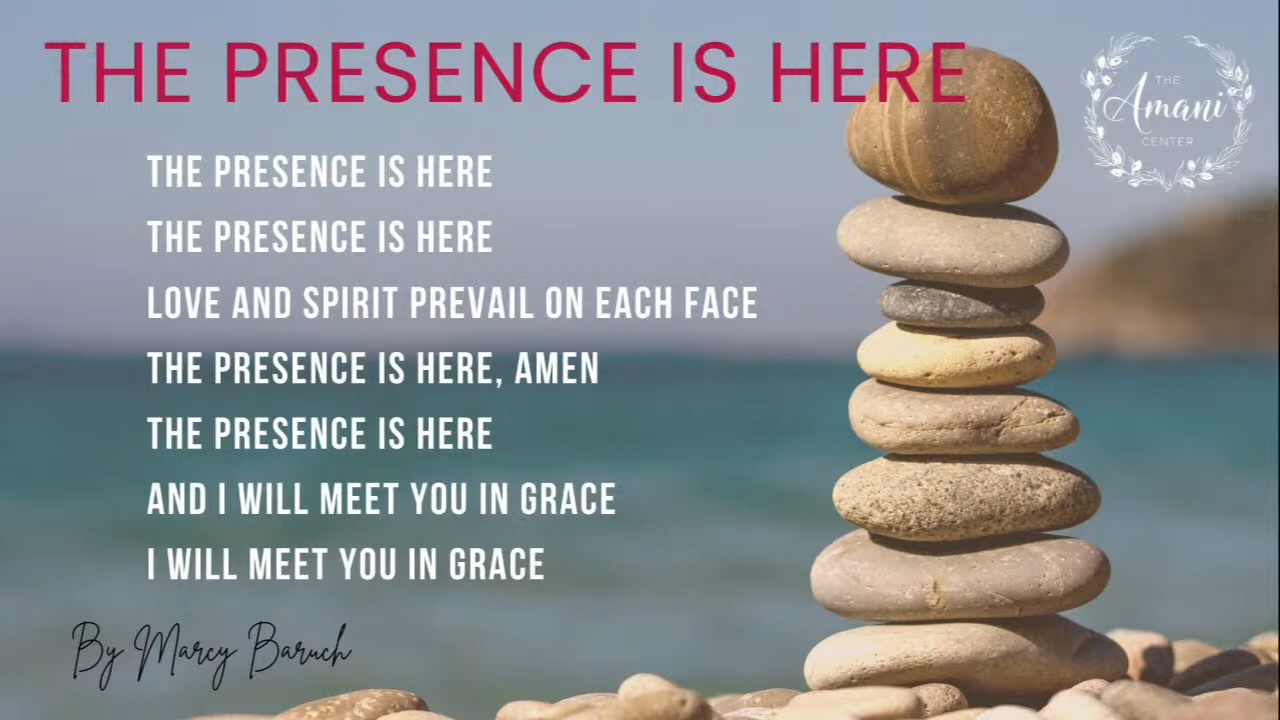 THE PRESENCE IS HERE
THE
Amani
CENTER
THE PRESENCE IS HERE
THE PRESENCE IS HERE
LOVE AND SPIRIT PREVAIL ON EACH FACE
THE PRESENCE IS HERE, AMEN
THE PRESENCE IS HERE
AND I WILL MEET YOU IN GRACE
I WILL MEET YOU IN GRACE
By Marcy Baruch